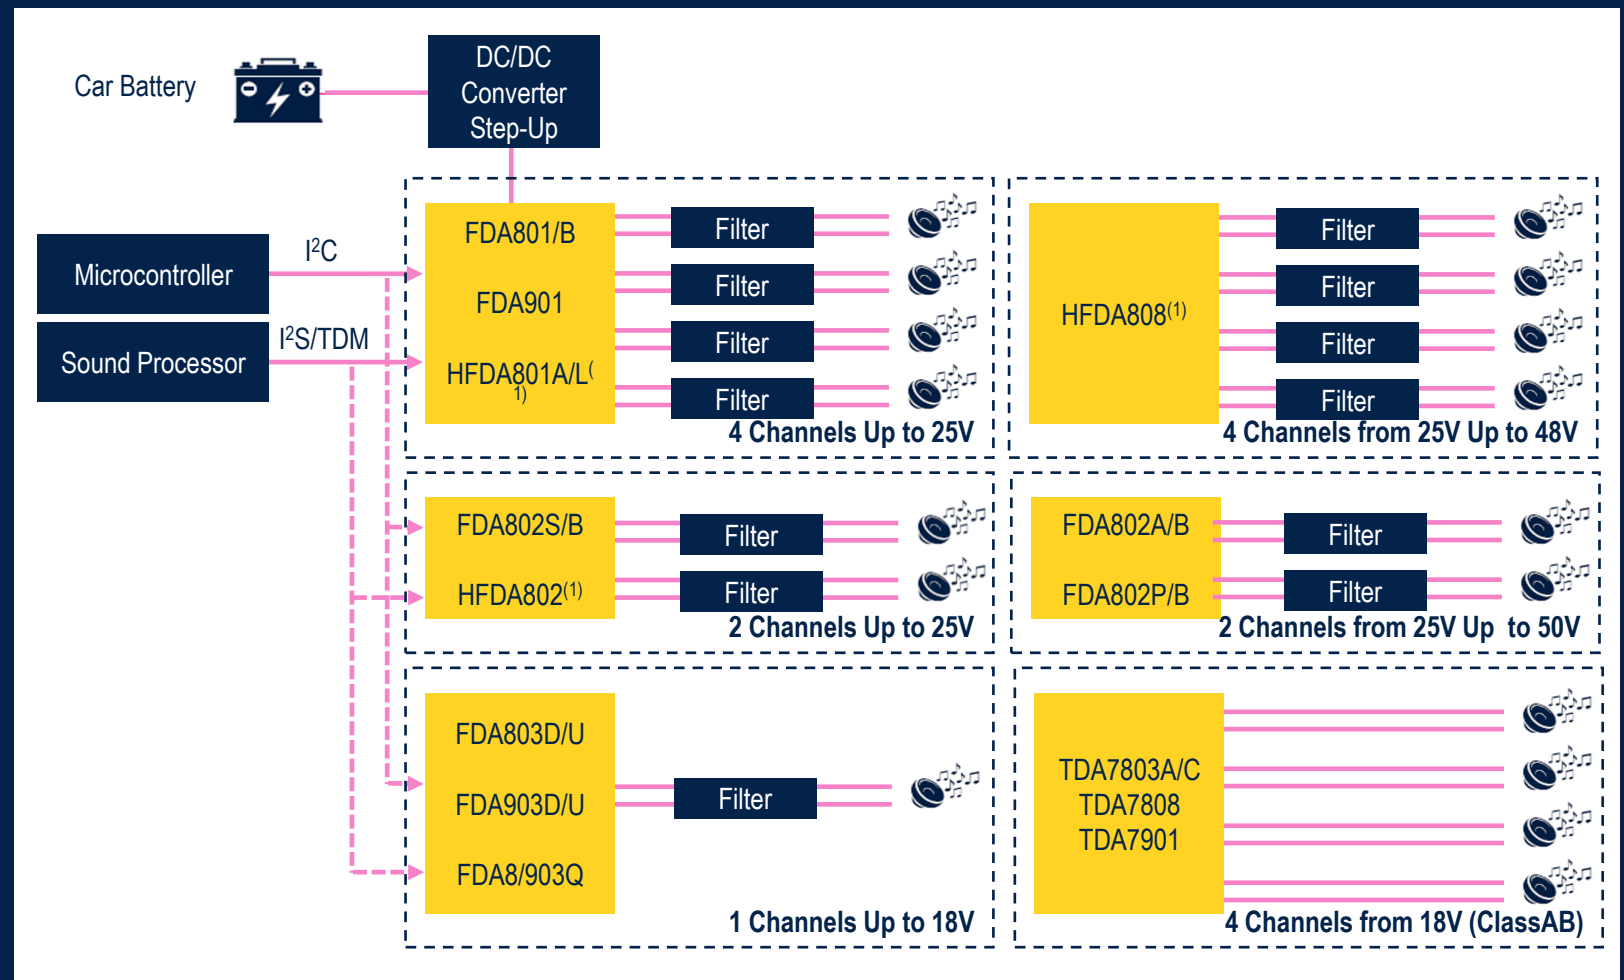 Car Battery
DC/DC
Converter
Step-Up
Microcontroller
I²C
Sound Processor
I²S/TDM
FDA801/B
FDA901
HFDA801A/L(
1)
Filter
Filter
Filter
Filter
4 Channels Up to 25V
HFDA808(1)
Filter
Filter
Filter
Filter
4 Channels from 25V Up to 48V
FDA802S/B
HFDA802(1)
Filter
Filter
2 Channels Up to 25V
FDA802A/B
FDA802P/B
Filter
Filter
2 Channels from 25V Up  to 50V
FDA803D/U
FDA903D/U
FDA8/903Q
Filter
1 Channels Up to 18V
TDA7803A/C
TDA7808
TDA7901
4 Channels from 18V (ClassAB)